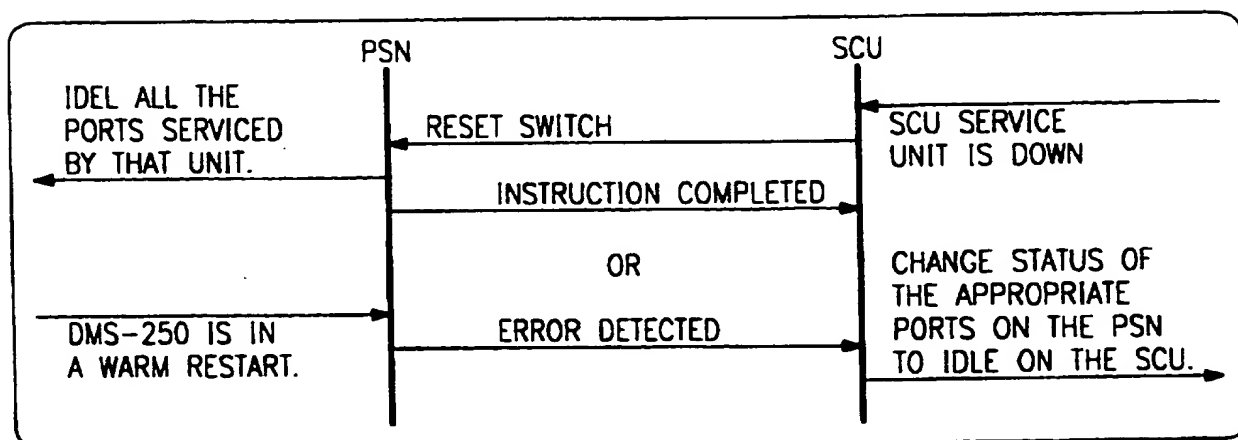 PSN
SCU
IDEL ALL THE
PORTS SERVICED
BY THAT UNIT.
RESET SWITCH
SCU SERVICE
UNIT IS DOWN
INSTRUCTION COMPLETED
OR
CHANGE STATUS OF
THE APPROPRIATE
PORTS ON THE PSN
TO IDLE ON THE SCU.
DMS-250 IS IN
A WARM RESTART.
ERROR DETECTED